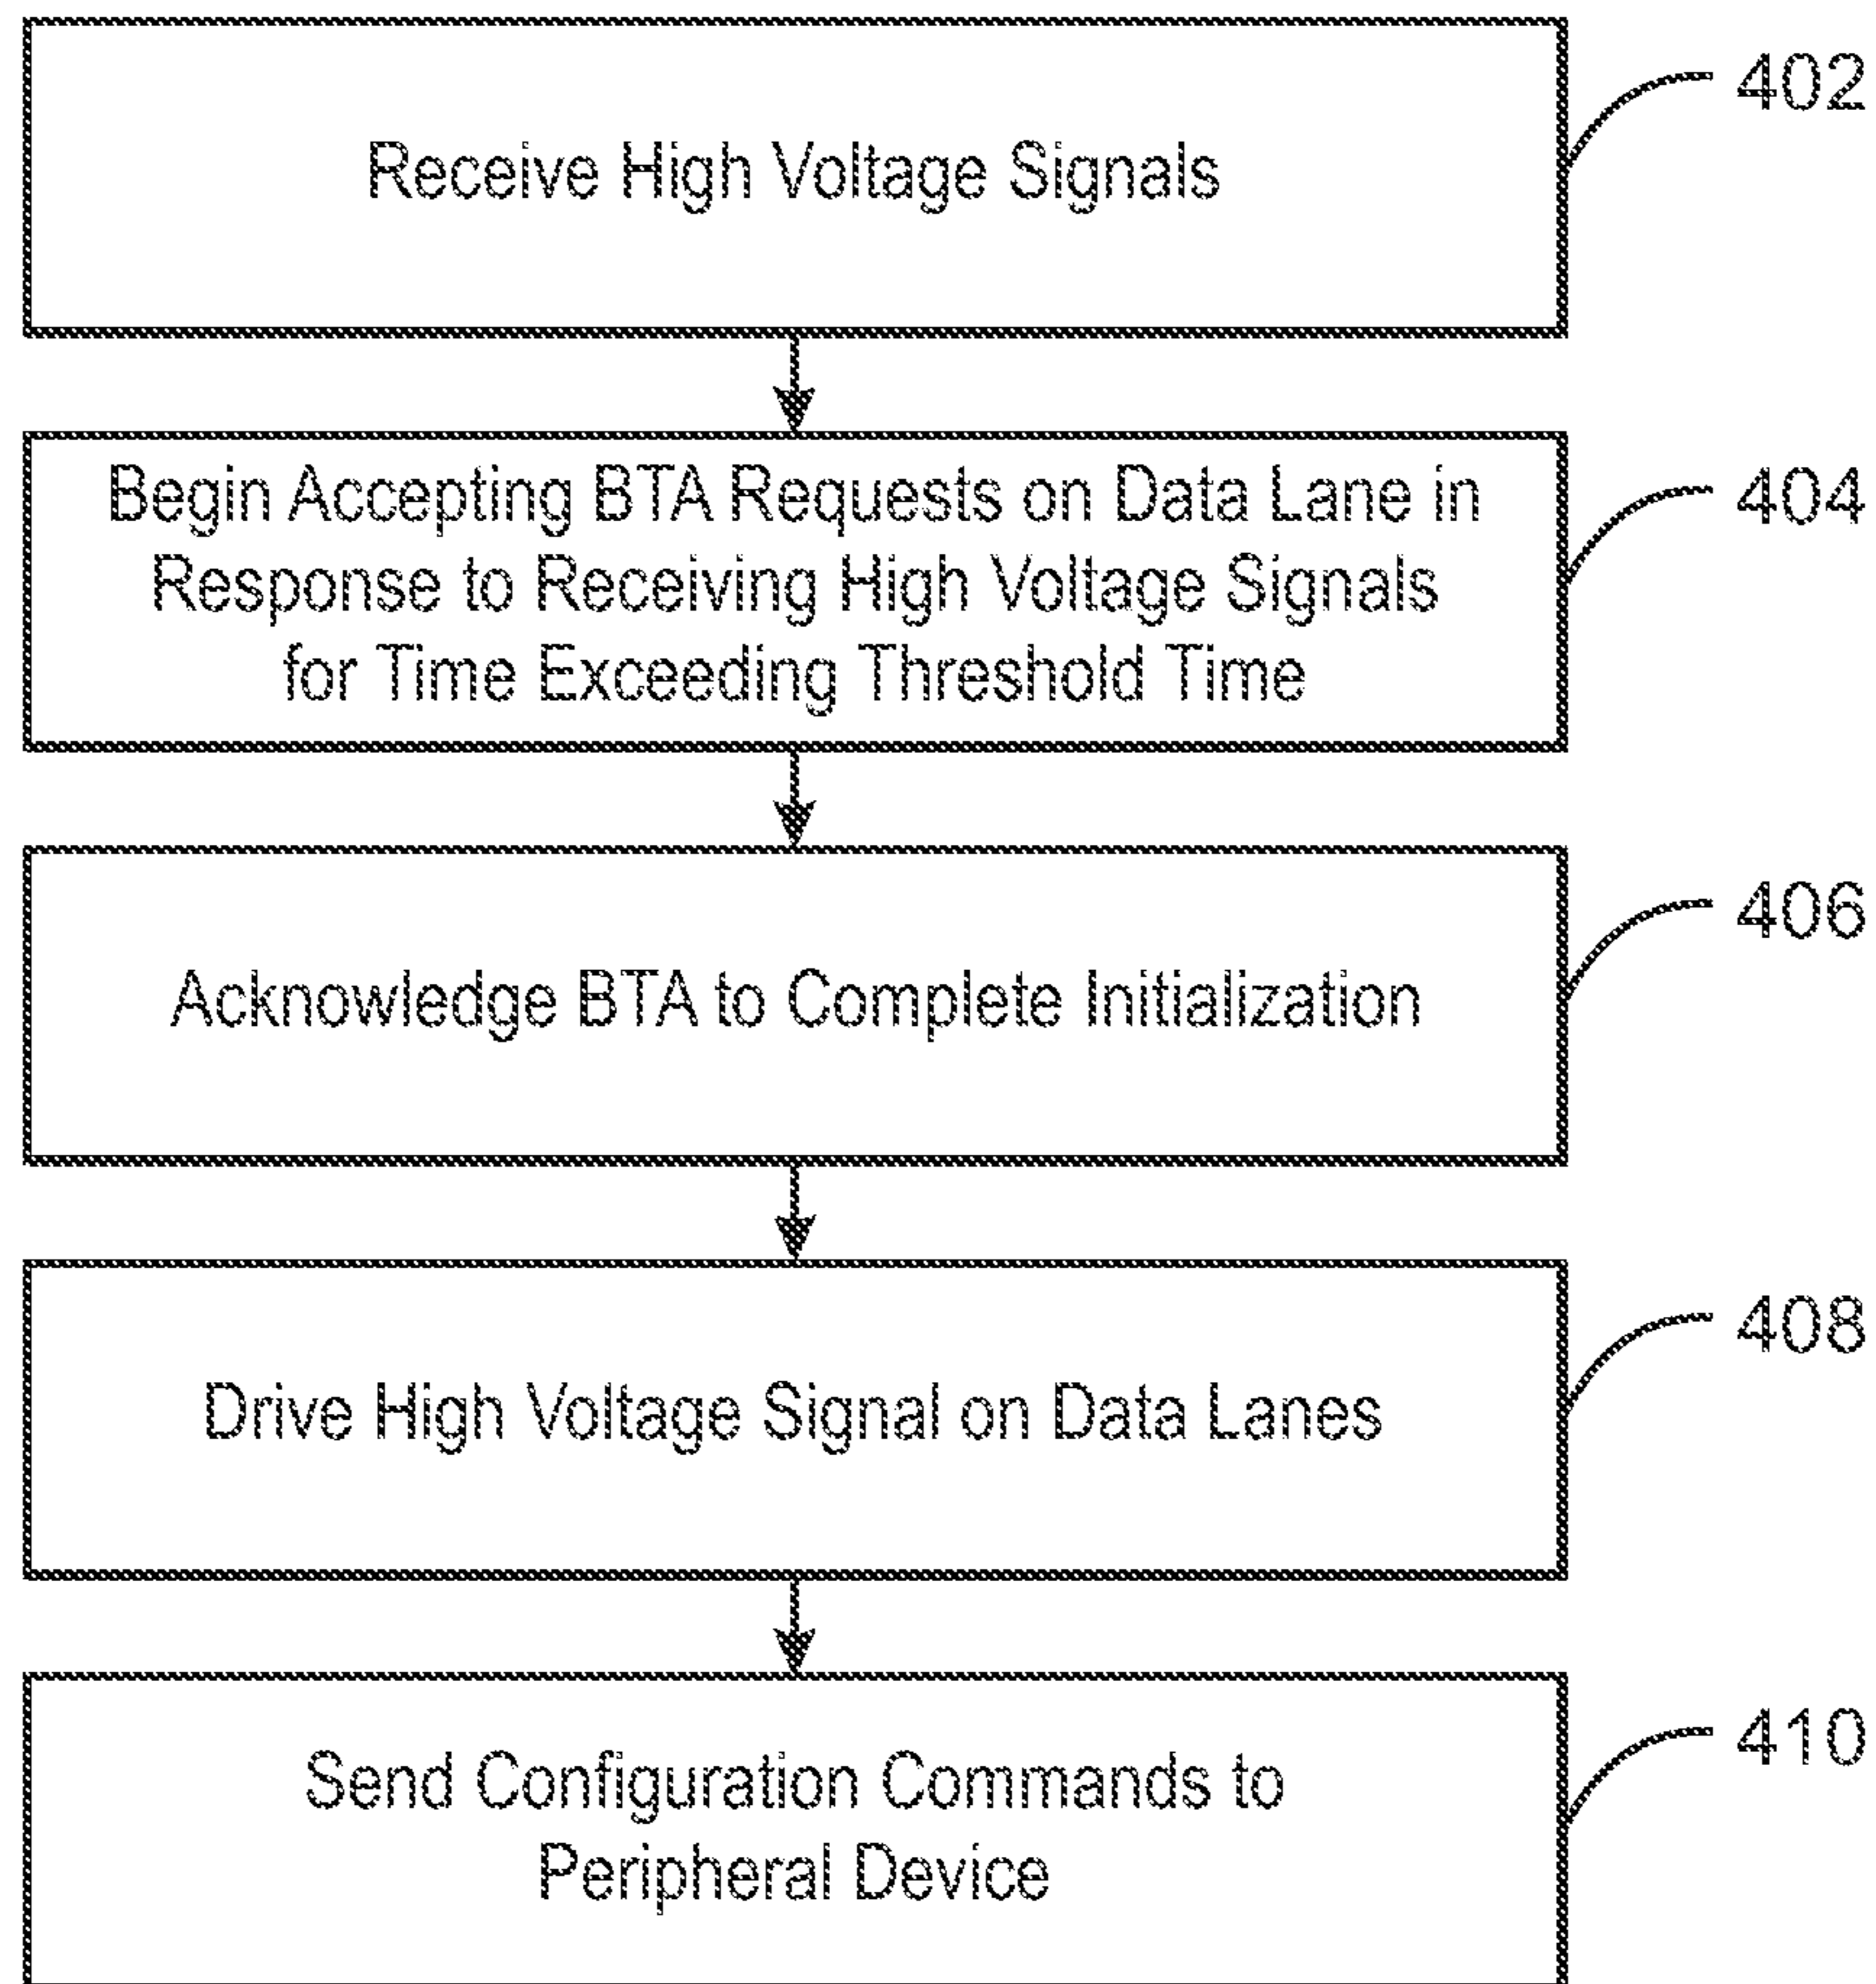 Receive High Voltage Signals
402
Begin Accepting BTA Requests on Data Lane in
Response to Receiving High Voltage Signals
for Time Exceeding Threshold Time
404
Acknowledge BTA to Complete Initialization
406
Drive High Voltage Signal on Data Lanes
408
Send Configuration Commands to
Peripheral Device
410